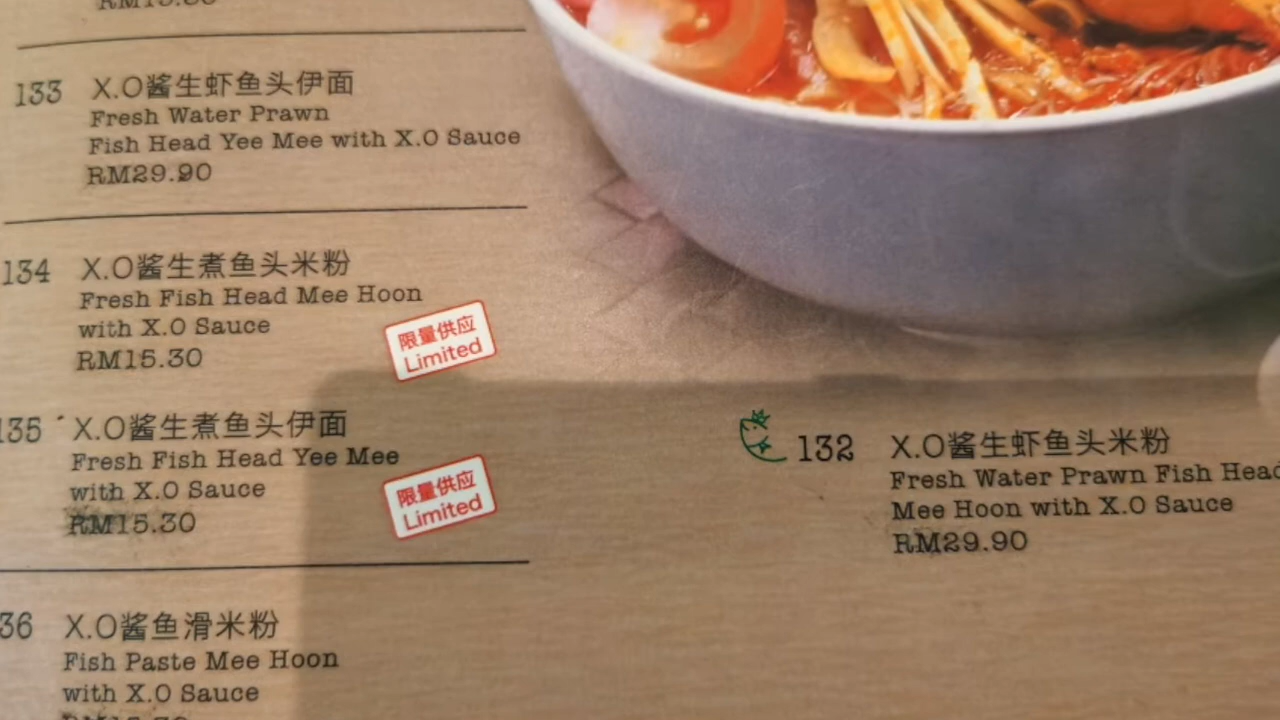 133 X.O酱生虾鱼头伊面
Fresh Water Prawn
Fish Head Yee Mee with X.O Sauce
RM29.90
134 X.O酱生煮鱼头米粉
Fresh Fish Head Mee Hoon
with X.O Sauce
RM15.30
限量供应
Limited
135 X.O酱生煮鱼头伊面
Fresh Fish Head Yee Mee
with X.O Sauce
RM15.30
限量供应
Limited
36 X.O酱鱼滑米粉
Fish Paste Mee Hoon
with X.O Sauce
132 X.O酱生虾鱼头米粉
Fresh Water Prawn Fish Head
Mee Hoon with X.O Sauce
RM29.90